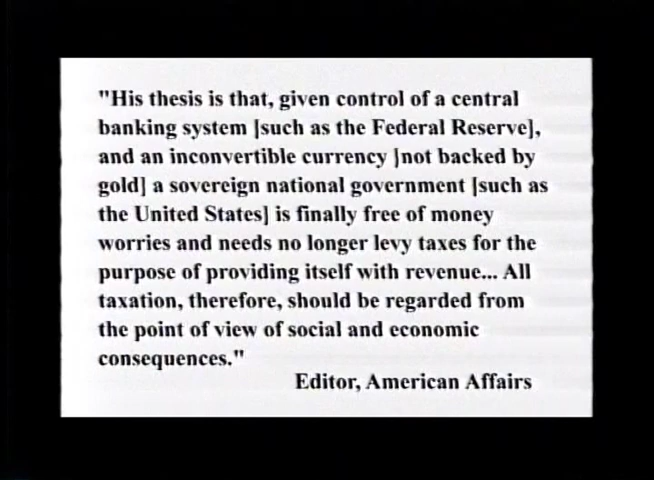 "His thesis is that, given control of a central
banking system [such as the Federal Reserve],
and an inconvertible currency [not backed by
gold] a sovereign national government [such as
the United States] is finally free of money
worries and needs no longer levy taxes for the
purpose of providing itself with revenue... All
taxation, therefore, should be regarded from
the point of view of social and economic
consequences."
Editor, American Affairs